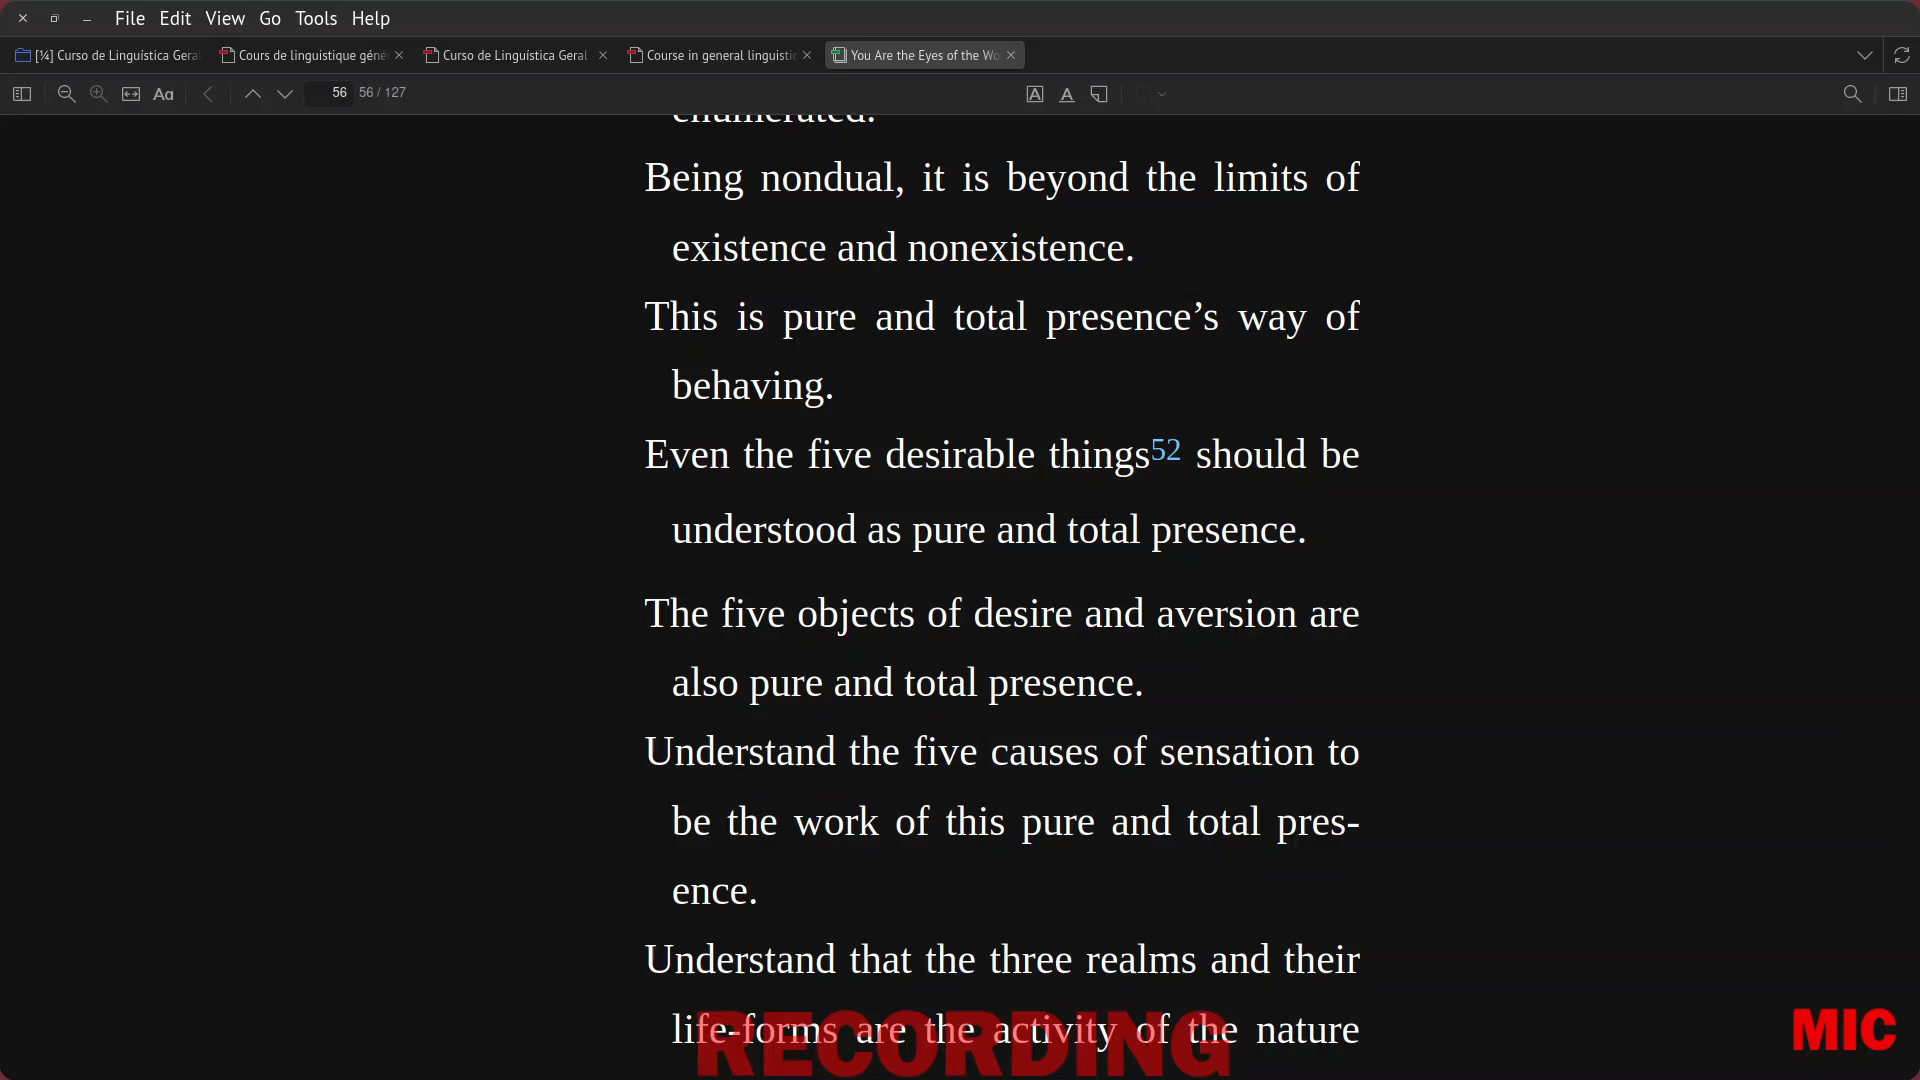 File Edit View Go Tools Help
[¼] Curso de Linguística Gera
Cours de linguistique géné
Curso de Linguística Geral
Course in general linguistic
You Are the Eyes of the Wo
Aa
56
56 / 127
enumerated.
Being nondual, it is beyond the limits of
existence and nonexistence.
This is pure and total presence’s way of
behaving.
Even the five desirable things52 should be
understood as pure and total presence.
The five objects of desire and aversion are
also pure and total presence.
Understand the five causes of sensation to
be the work of this pure and total pres-
ence.
Understand that the three realms and their
life-forms are the activity of the nature
RECORDING
MIC